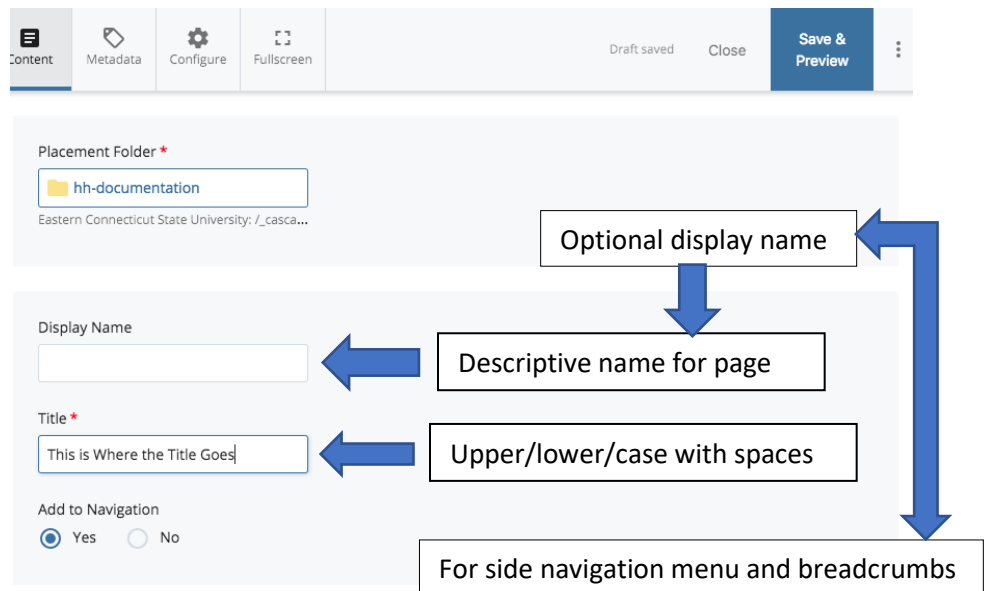 Content
Metadata
Configure
Fullscreen
Draft saved
Close
Save &
Preview
Placement Folder *
hh-documentation
Eastern Connecticut State University: /_casca...
Optional display name
Display Name
Descriptive name for page
Title *
This is Where the Title Goes
Upper/lower/case with spaces
Add to Navigation
Yes No
For side navigation menu and breadcrumbs